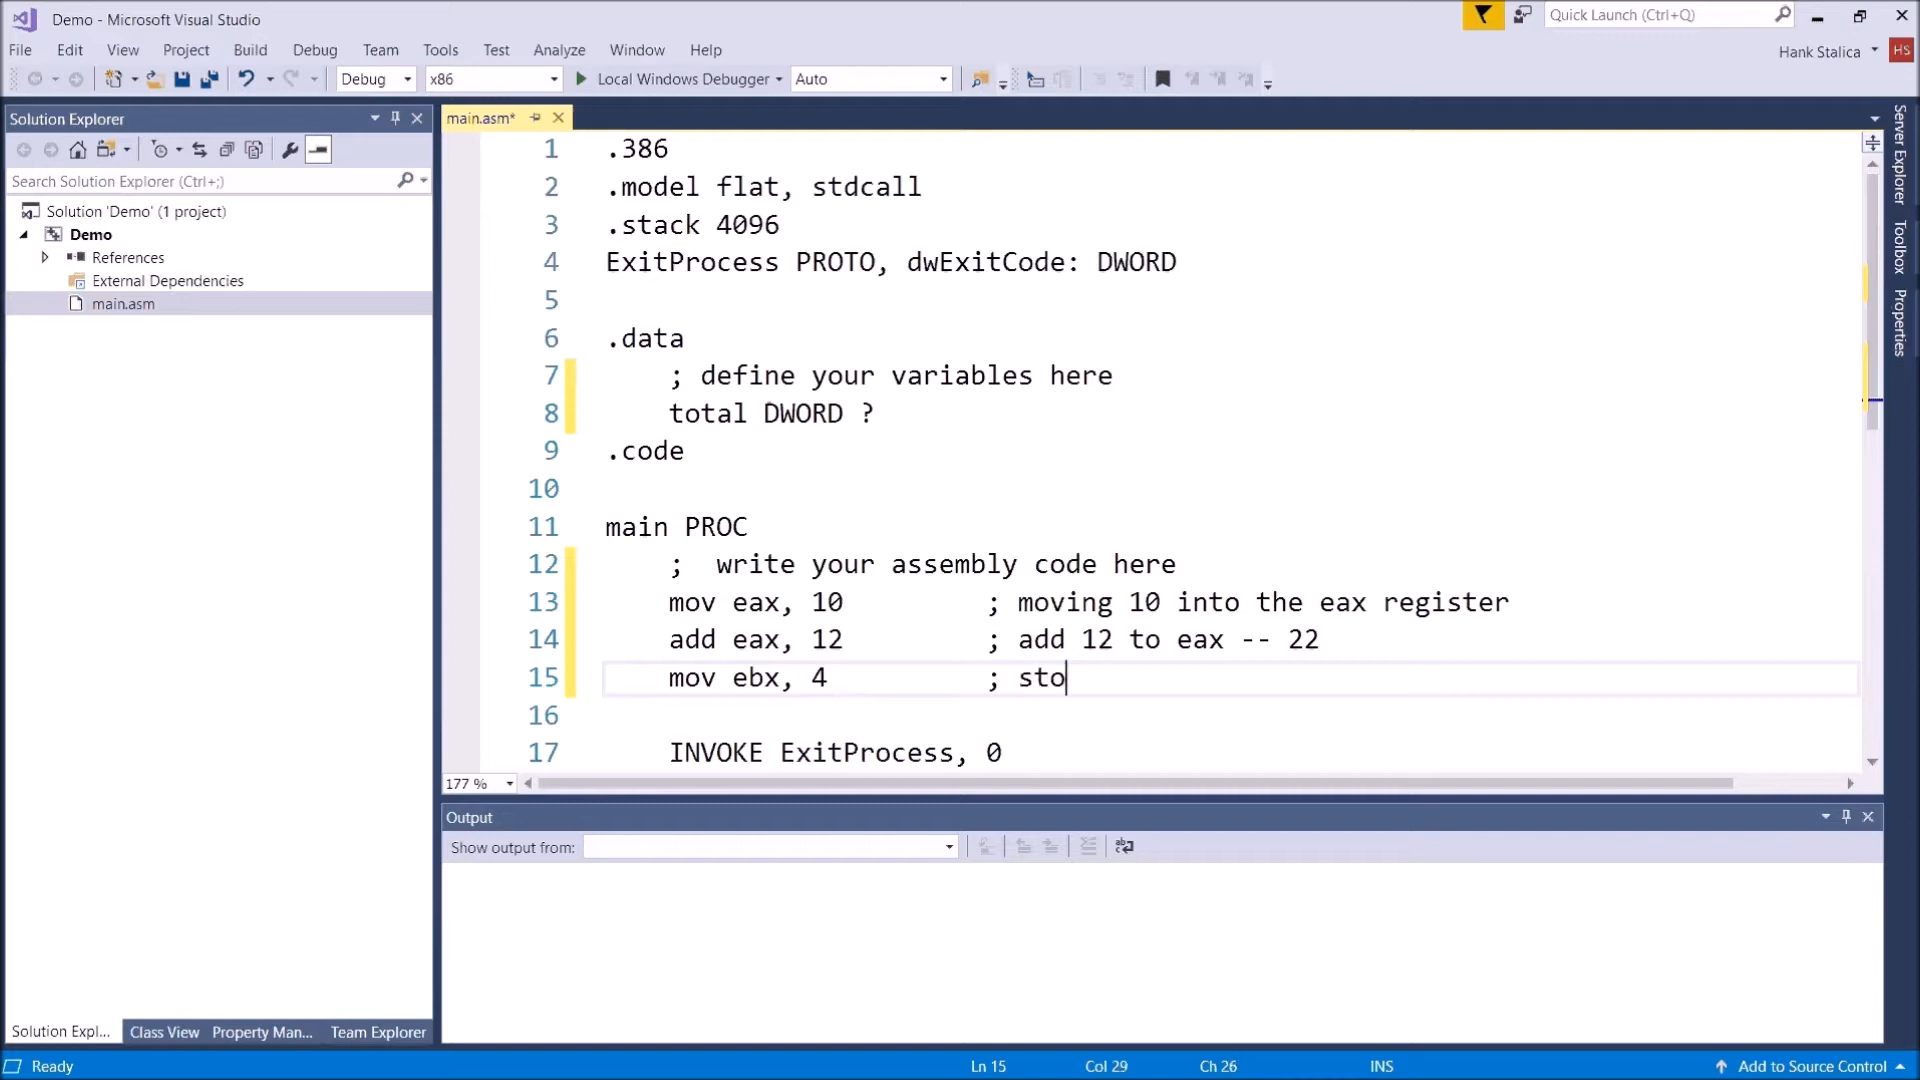 Demo - Microsoft Visual Studio
Quick Launch (Ctrl+Q)
File Edit View Project Build Debug Team Tools Test Analyze Window Help
Hank Stalica HS
Debug x86 Local Windows Debugger Auto
Solution Explorer
main.asm*
Search Solution Explorer (Ctrl+;)
Solution 'Demo' (1 project)
Demo
References
External Dependencies
main.asm
1 .386
2 .model flat, stdcall
3 .stack 4096
4 ExitProcess PROTO, dwExitCode: DWORD
5
6 .data
7 ; define your variables here
8 total DWORD ?
9 .code
10
11 main PROC
12 ;  write your assembly code here
13 mov eax, 10 ; moving 10 into the eax register
14 add eax, 12 ; add 12 to eax -- 22
15 mov ebx, 4 ; sto
16
17 INVOKE ExitProcess, 0
177 %
Server Explorer
Toolbox
Properties
Output
Show output from:
Solution Expl... Class View Property Man... Team Explorer
Ready Ln 15 Col 29 Ch 26 INS Add to Source Control